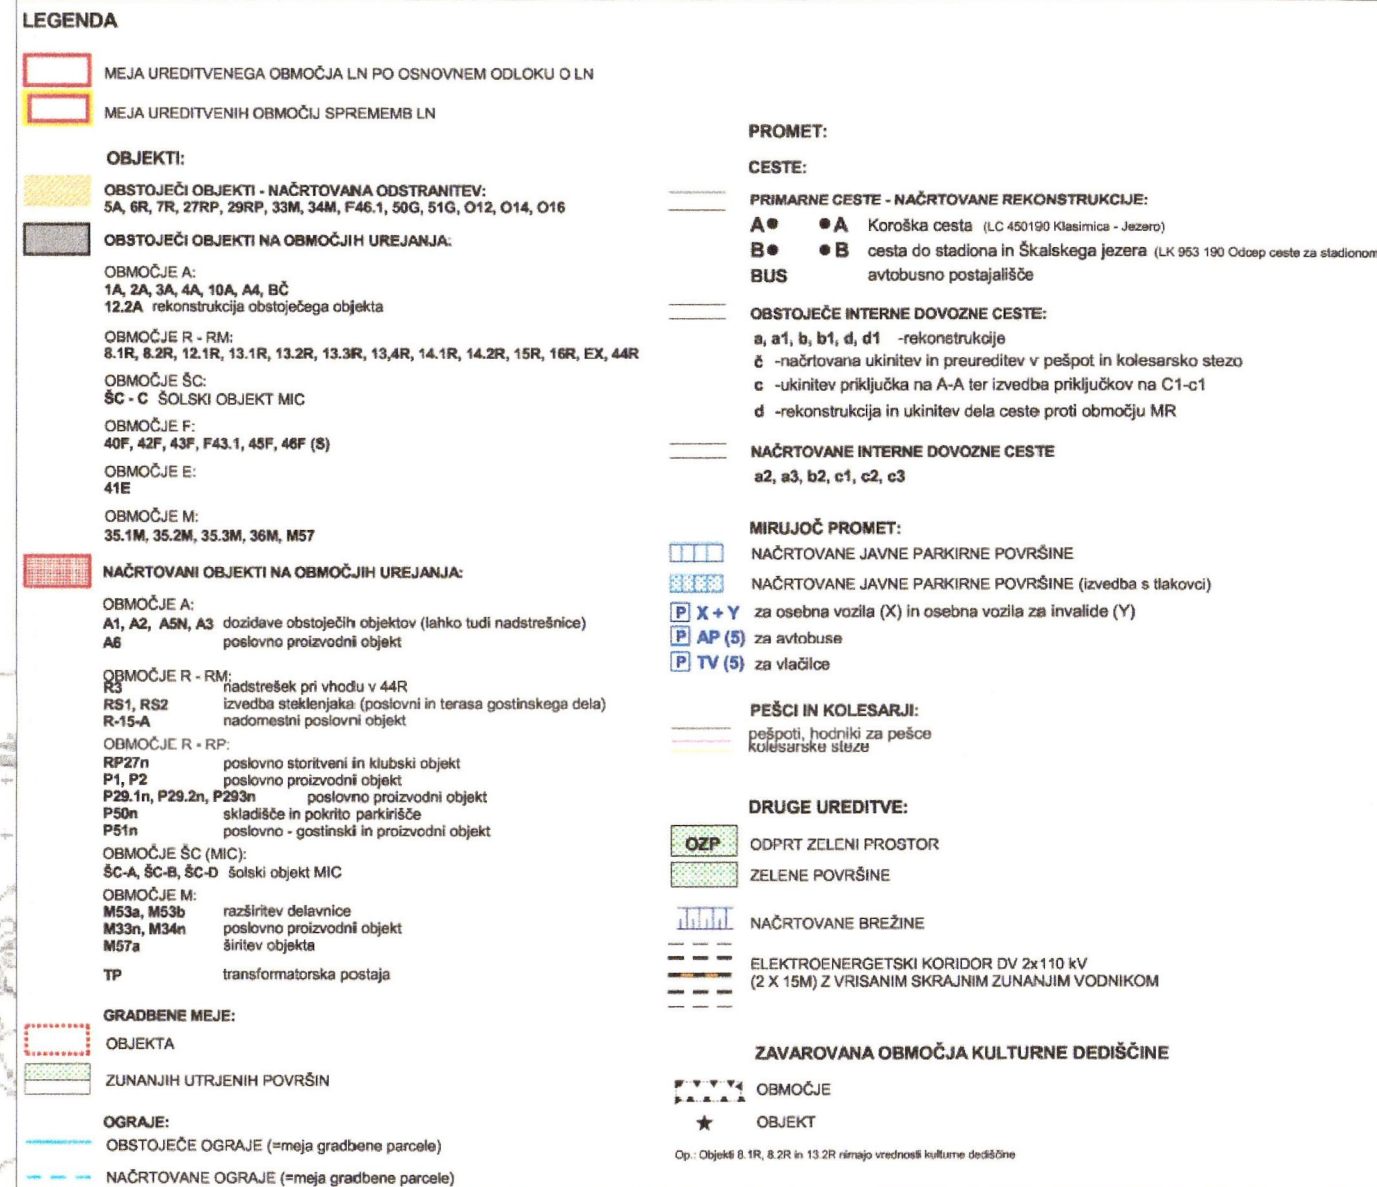 LEGENDA
MEJA UREDITVENEGA OBMOČJA LN PO OSNOVNEM ODLOKU O LN
MEJA UREDITVENIH OBMOČIJ SPREMEMB LN
OBJEKTI:
OBSTOJEČI OBJEKTI - NAČRTOVANA ODSTRANITEV:
5A, 6R, 7R, 27RP, 29RP, 33M, 34M, F46.1, 50G, 51G, O12, O14, O16
OBSTOJEČI OBJEKTI NA OBMOČJIH UREJANJA:
OBMOČJE A:
1A, 2A, 3A, 4A, 10A, A4, BČ
12.2A rekonstrukcija obstoječega objekta
OBMOČJE R - RM:
8.1R, 8.2R, 12.1R, 13.1R, 13.2R, 13.3R, 13,4R, 14.1R, 14.2R, 15R, 16R, EX, 44R
OBMOČJE ŠC:
ŠC - C ŠOLSKI OBJEKT MIC
OBMOČJE F:
40F, 42F, 43F, F43.1, 45F, 46F (S)
OBMOČJE E:
41E
OBMOČJE M:
35.1M, 35.2M, 35.3M, 36M, M57
NAČRTOVANI OBJEKTI NA OBMOČJIH UREJANJA:
OBMOČJE A:
A1, A2, A5N, A3 dozidave obstoječih objektov (lahko tudi nadstrešnice)
A6 poslovno proizvodni objekt
OBMOČJE R - RM:
R3 nadstrešek pri vhodu v 44R
RS1, RS2 izvedba steklenjaka (poslovni in terasa gostinskega dela)
R-15-A nadomestni poslovni objekt
OBMOČJE R - RP:
RP27n poslovno storitveni in klubski objekt
P1, P2 poslovno proizvodni objekt
P29.1n, P29.2n, P293n poslovno proizvodni objekt
P50n skladišče in pokrito parkirišče
P51n poslovno - gostinski in proizvodni objekt
OBMOČJE ŠC (MIC):
ŠC-A, ŠC-B, ŠC-D šolski objekt MIC
OBMOČJE M:
M53a, M53b razširitev delavnice
M33n, M34n poslovno proizvodni objekt
M57a širitev objekta
TP transformatorska postaja
GRADBENE MEJE:
OBJEKTA
ZUNANJIH UTRJENIH POVRŠIN
OGRAJE:
OBSTOJEČE OGRAJE (=meja gradbene parcele)
NAČRTOVANE OGRAJE (=meja gradbene parcele)
PROMET:
CESTE:
PRIMARNE CESTE - NAČRTOVANE REKONSTRUKCIJE:
A● ●A Koroška cesta (LC 450190 Klasirnica - Jezero)
B● ●B cesta do stadiona in Škalskega jezera (LK 953 190 Odcep ceste za stadionom
BUS avtobusno postajališče
OBSTOJEČE INTERNE DOVOZNE CESTE:
a, a1, b, b1, d, d1 -rekonstrukcije
č -načrtovana ukinitev in preureditev v pešpot in kolesarsko stezo
c -ukinitev priključka na A-A ter izvedba priključkov na C1-c1
d -rekonstrukcija in ukinitev dela ceste proti območju MR
NAČRTOVANE INTERNE DOVOZNE CESTE
a2, a3, b2, c1, c2, c3
MIRUJOČ PROMET:
NAČRTOVANE JAVNE PARKIRNE POVRŠINE
NAČRTOVANE JAVNE PARKIRNE POVRŠINE (izvedba s tlakovci)
P X + Y za osebna vozila (X) in osebna vozila za invalide (Y)
P AP (5) za avtobuse
P TV (5) za vlačilce
PEŠCI IN KOLESARJI:
pešpoti, hodniki za pešce
kolesarske steze
DRUGE UREDITVE:
OZP ODPRT ZELENI PROSTOR
ZELENE POVRŠINE
NAČRTOVANE BREŽINE
ELEKTROENERGETSKI KORIDOR DV 2x110 kV
(2 X 15M) Z VRISANIM SKRAJNIM ZUNANJIM VODNIKOM
ZAVAROVANA OBMOČJA KULTURNE DEDIŠČINE
OBMOČJE
★ OBJEKT
Op.: Objekti 8.1R, 8.2R in 13.2R nimajo vrednosti kulturne dediščine